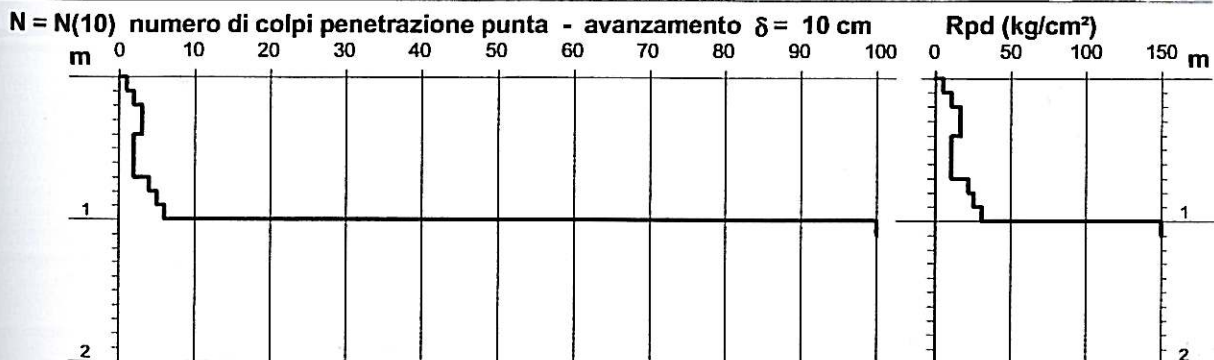 N = N(10) numero di colpi penetrazione punta - avanzamento δ = 10 cm Rpd (kg/cm²)
m 0 10 20 30 40 50 60 70 80 90 100 0 50 100 150 m
1 1
2 2